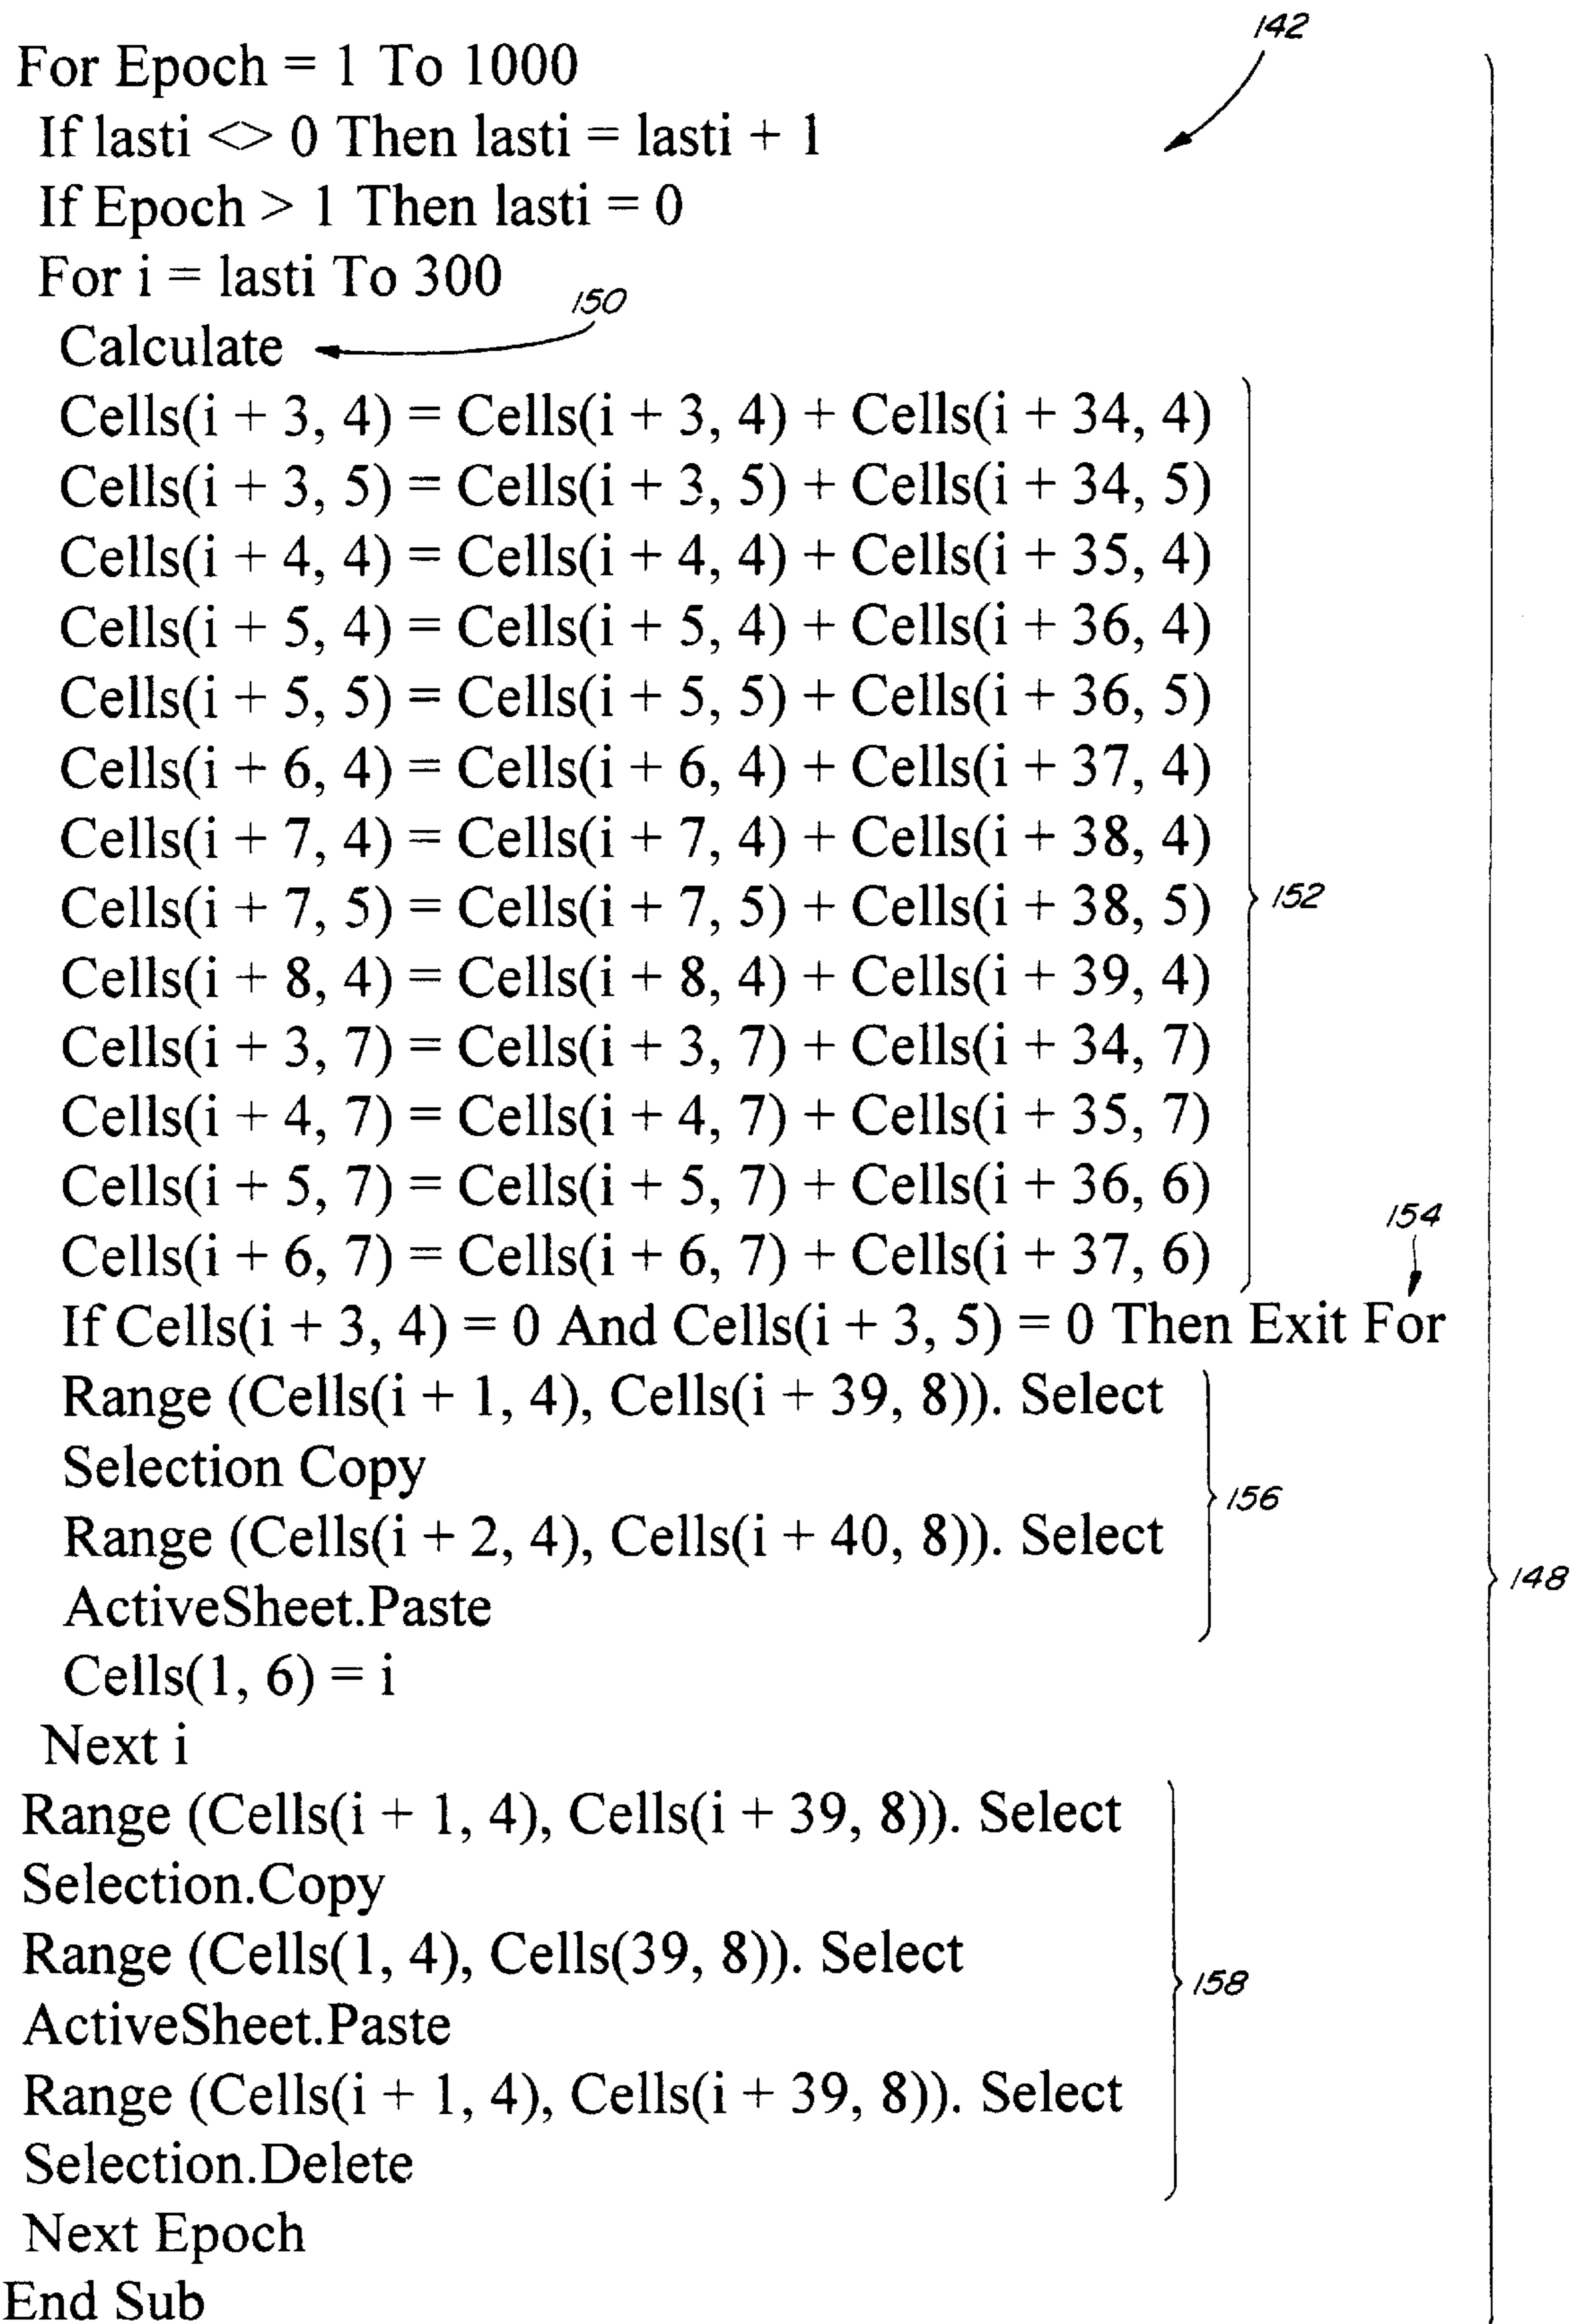 142
For Epoch = 1 To 1000
If lasti <> 0 Then lasti = lasti + 1
If Epoch > 1 Then lasti = 0
For i = lasti To 300
150
Calculate
Cells(i + 3, 4) = Cells(i + 3, 4) + Cells(i + 34, 4)
Cells(i + 3, 5) = Cells(i + 3, 5) + Cells(i + 34, 5)
Cells(i + 4, 4) = Cells(i + 4, 4) + Cells(i + 35, 4)
Cells(i + 5, 4) = Cells(i + 5, 4) + Cells(i + 36, 4)
Cells(i + 5, 5) = Cells(i + 5, 5) + Cells(i + 36, 5)
Cells(i + 6, 4) = Cells(i + 6, 4) + Cells(i + 37, 4)
Cells(i + 7, 4) = Cells(i + 7, 4) + Cells(i + 38, 4)
Cells(i + 7, 5) = Cells(i + 7, 5) + Cells(i + 38, 5)
152
Cells(i + 8, 4) = Cells(i + 8, 4) + Cells(i + 39, 4)
Cells(i + 3, 7) = Cells(i + 3, 7) + Cells(i + 34, 7)
Cells(i + 4, 7) = Cells(i + 4, 7) + Cells(i + 35, 7)
Cells(i + 5, 7) = Cells(i + 5, 7) + Cells(i + 36, 6)
154
Cells(i + 6, 7) = Cells(i + 6, 7) + Cells(i + 37, 6)
If Cells(i + 3, 4) = 0 And Cells(i + 3, 5) = 0 Then Exit For
Range (Cells(i + 1, 4), Cells(i + 39, 8)). Select
Selection Copy
156
Range (Cells(i + 2, 4), Cells(i + 40, 8)). Select
148
ActiveSheet.Paste
Cells(1, 6) = i
Next i
Range (Cells(i + 1, 4), Cells(i + 39, 8)). Select
Selection.Copy
Range (Cells(1, 4), Cells(39, 8)). Select
158
ActiveSheet.Paste
Range (Cells(i + 1, 4), Cells(i + 39, 8)). Select
Selection.Delete
Next Epoch
End Sub